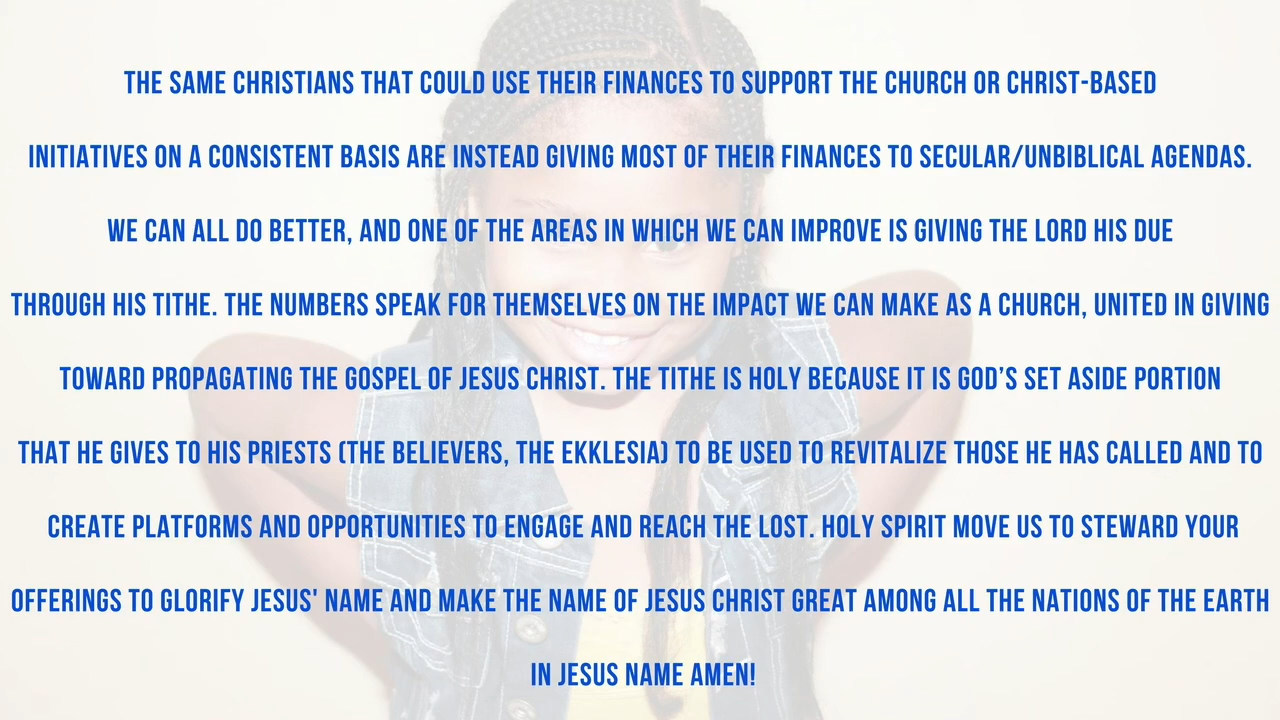 THE SAME CHRISTIANS THAT COULD USE THEIR FINANCES TO SUPPORT THE CHURCH OR CHRIST-BASED
INITIATIVES ON A CONSISTENT BASIS ARE INSTEAD GIVING MOST OF THEIR FINANCES TO SECULAR/UNBIBLICAL AGENDAS.
WE CAN ALL DO BETTER, AND ONE OF THE AREAS IN WHICH WE CAN IMPROVE IS GIVING THE LORD HIS DUE
THROUGH HIS TITHE. THE NUMBERS SPEAK FOR THEMSELVES ON THE IMPACT WE CAN MAKE AS A CHURCH, UNITED IN GIVING
TOWARD PROPAGATING THE GOSPEL OF JESUS CHRIST. THE TITHE IS HOLY BECAUSE IT IS GOD’S SET ASIDE PORTION
THAT HE GIVES TO HIS PRIESTS (THE BELIEVERS, THE EKKLESIA) TO BE USED TO REVITALIZE THOSE HE HAS CALLED AND TO
CREATE PLATFORMS AND OPPORTUNITIES TO ENGAGE AND REACH THE LOST. HOLY SPIRIT MOVE US TO STEWARD YOUR
OFFERINGS TO GLORIFY JESUS' NAME AND MAKE THE NAME OF JESUS CHRIST GREAT AMONG ALL THE NATIONS OF THE EARTH
IN JESUS NAME AMEN!